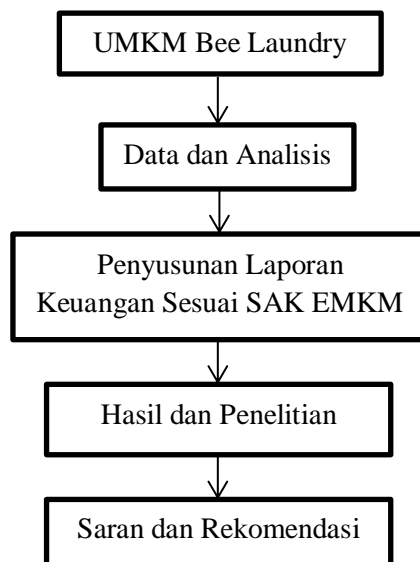 UMKM Bee Laundry
Data dan Analisis
Penyusunan Laporan
Keuangan Sesuai SAK EMKM
Hasil dan Penelitian
Saran dan Rekomendasi